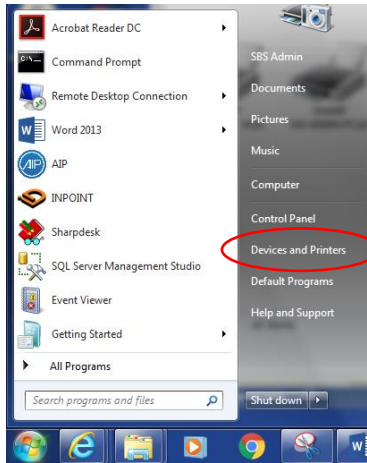 Acrobat Reader DC
Command Prompt
Remote Desktop Connection
Word 2013
AIP
AIP
INPOINT
Sharpdesk
SQL Server Management Studio
Event Viewer
Getting Started
All Programs
Search programs and files
SBS Admin
Documents
Pictures
Music
Computer
Control Panel
Devices and Printers
Default Programs
Help and Support
Shut down